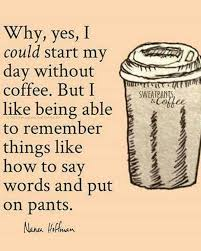 Why, yes, I
could start my
day without
coffee. But I
like being able
to remember
things like
how to say
words and put
on pants.
Nanea Hoffman
SWEATPANTS
& Coffee